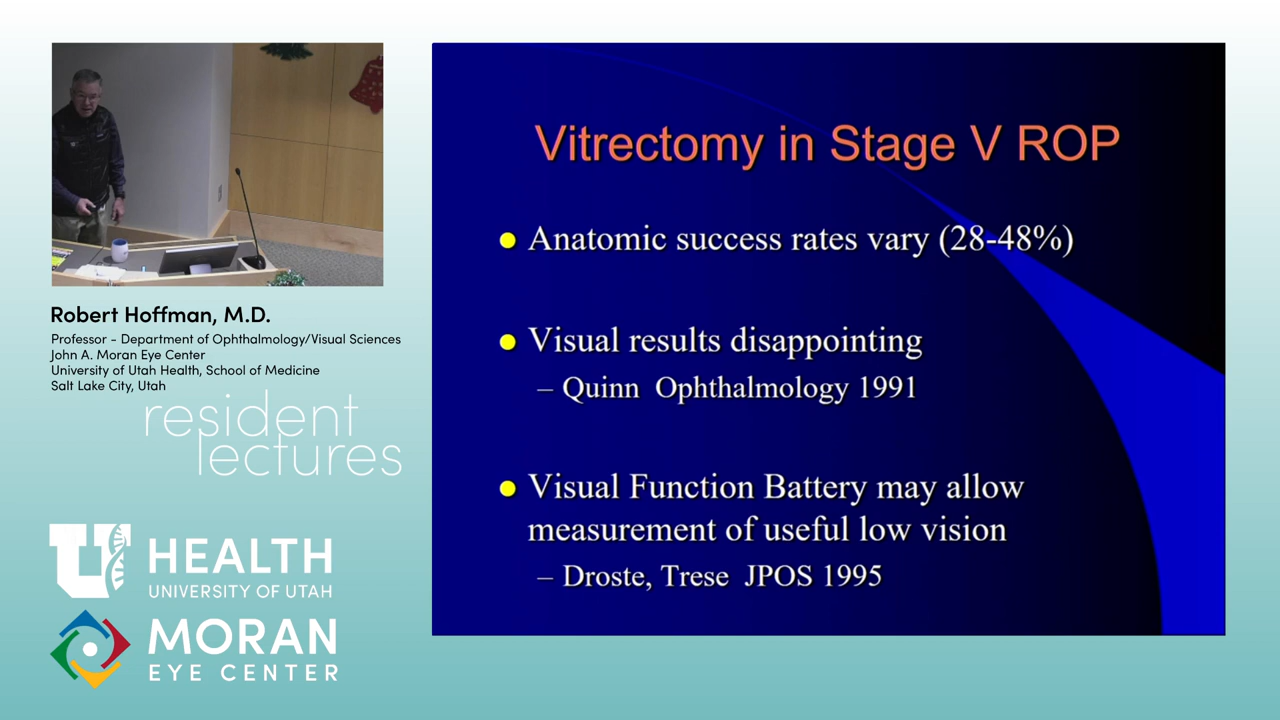 Robert Hoffman, M.D.
Professor - Department of Ophthalmology/Visual Sciences
John A. Moran Eye Center
University of Utah Health, School of Medicine
Salt Lake City, Utah
resident
lectures
U HEALTH
UNIVERSITY OF UTAH
MORAN
EYE CENTER
Vitrectomy in Stage V ROP
Anatomic success rates vary (28-48%)
Visual results disappointing
– Quinn Ophthalmology 1991
Visual Function Battery may allow
measurement of useful low vision
– Droste, Trese JPOS 1995